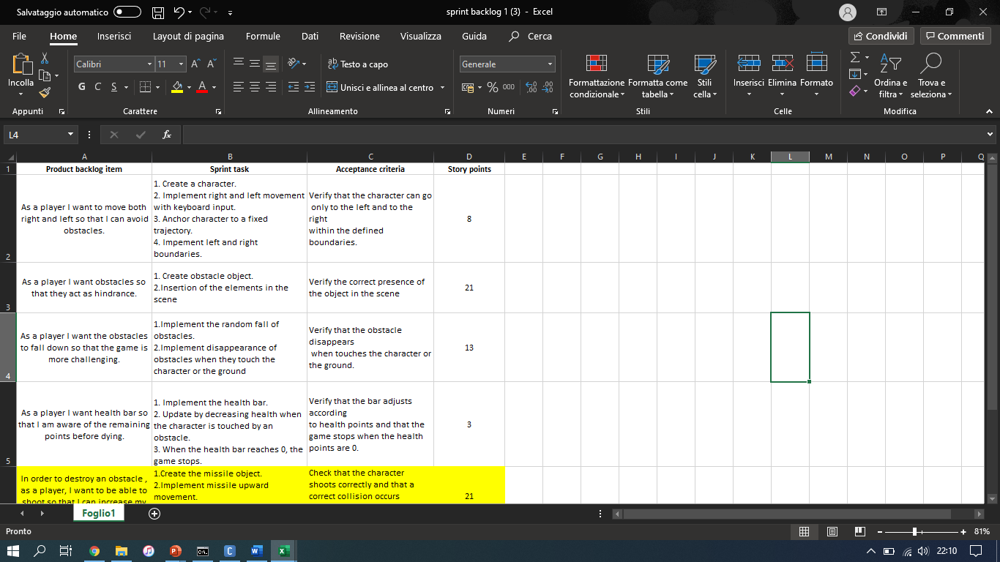 Salvataggio automatico
sprint backlog 1 (3) - Excel
File Home Inserisci Layout di pagina Formule Dati Revisione Visualizza Guida Cerca
Condividi Commenti
Incolla
Calibri 11
G C S
Testo a capo
Unisci e allinea al centro
Generale
% 000
Formattazione condizionale
Formatta come tabella
Stili cella
Inserisci Elimina Formato
Ordina e filtra
Trova e seleziona
Appunti Carattere Allineamento Numeri Stili Celle Modifica
L4 fx
A B C D E F G H I J K L M N O P Q
1 Product backlog item Sprint task Acceptance criteria Story points
As a player I want to move both
right and left so that I can avoid
obstacles.
1. Create a character.
2. Implement right and left movement
with keyboard input.
3. Anchor character to a fixed
trajectory.
4. Impement left and right
boundaries.
Verify that the character can go
only to the left and to the
right
within the defined
boundaries.
8
2
As a player I want obstacles so
that they act as hindrance.
1. Create obstacle object.
2.Insertion of the elements in the
scene
Verify the correct presence of
the object in the scene
21
3
As a player I want the obstacles
to fall down so that the game is
more challenging.
1.Implement the random fall of
obstacles.
2.Implement disappearance of
obstacles when they touch the
character or the ground
Verify that the obstacle
disappears
when touches the character or
the ground.
13
4
As a player I want health bar so
that I am aware of the remaining
points before dying.
1. Implement the health bar.
2. Update by decreasing health when
the character is touched by an
obstacle.
3. When the health bar reaches 0, the
game stops.
Verify that the bar adjusts
according
to health points and that the
game stops when the health
points are 0.
3
5
In order to destroy an obstacle ,
as a player, I want to be able to
shoot so that I can increase my
1.Create the missile object.
2.Implement missile upward
movement.
Check that the character
shoots correctly and that a
correct collision occurs
21
Foglio1
Pronto
81%
22:10